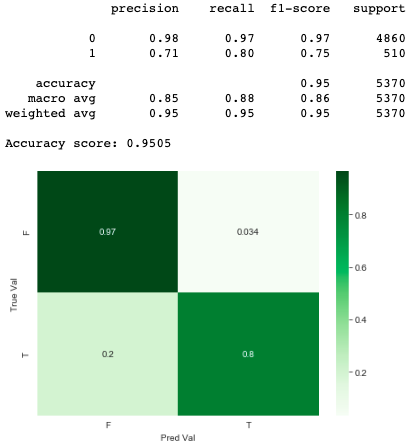 precision recall f1-score support
0 0.98 0.97 0.97 4860
1 0.71 0.80 0.75 510
accuracy 0.95 5370
macro avg 0.85 0.88 0.86 5370
weighted avg 0.95 0.95 0.95 5370
Accuracy score: 0.9505
F 0.97 0.034
T 0.2 0.8
True Val
F T
Pred Val
0.8
0.6
0.4
0.2